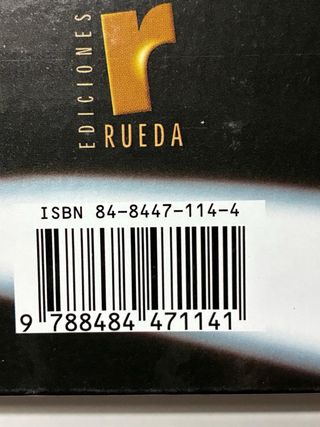 EDICIONES
r
RUEDA
ISBN 84-8447-114-4
9 788484 471141